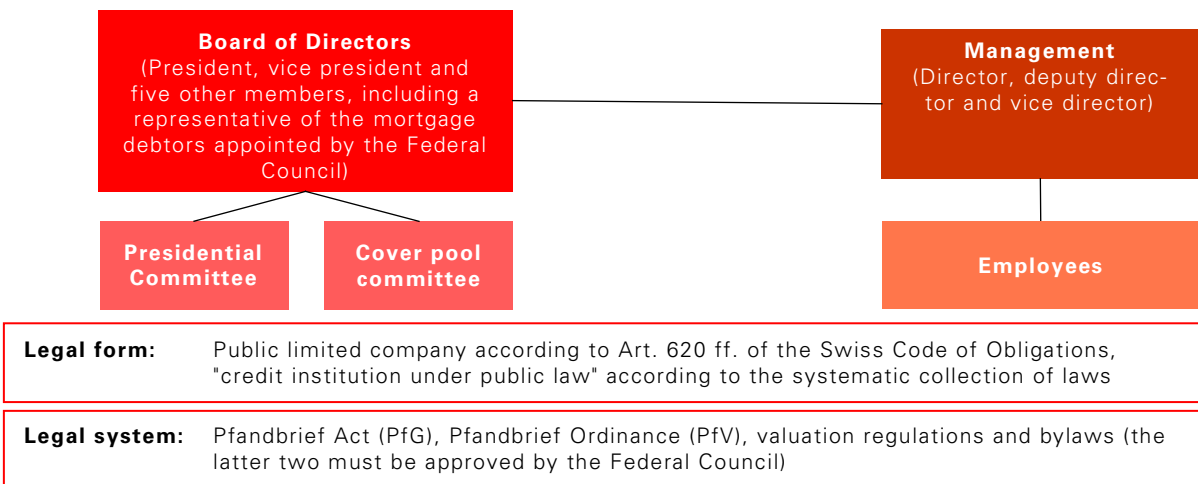 Board of Directors
(President, vice president and
five other members, including a
representative of the mortgage
debtors appointed by the Federal
Council)
Management
(Director, deputy direc-
tor and vice director)
Presidential
Committee
Cover pool
committee
Employees
Legal form: Public limited company according to Art. 620 ff. of the Swiss Code of Obligations,
"credit institution under public law" according to the systematic collection of laws
Legal system: Pfandbrief Act (PfG), Pfandbrief Ordinance (PfV), valuation regulations and bylaws (the
latter two must be approved by the Federal Council)